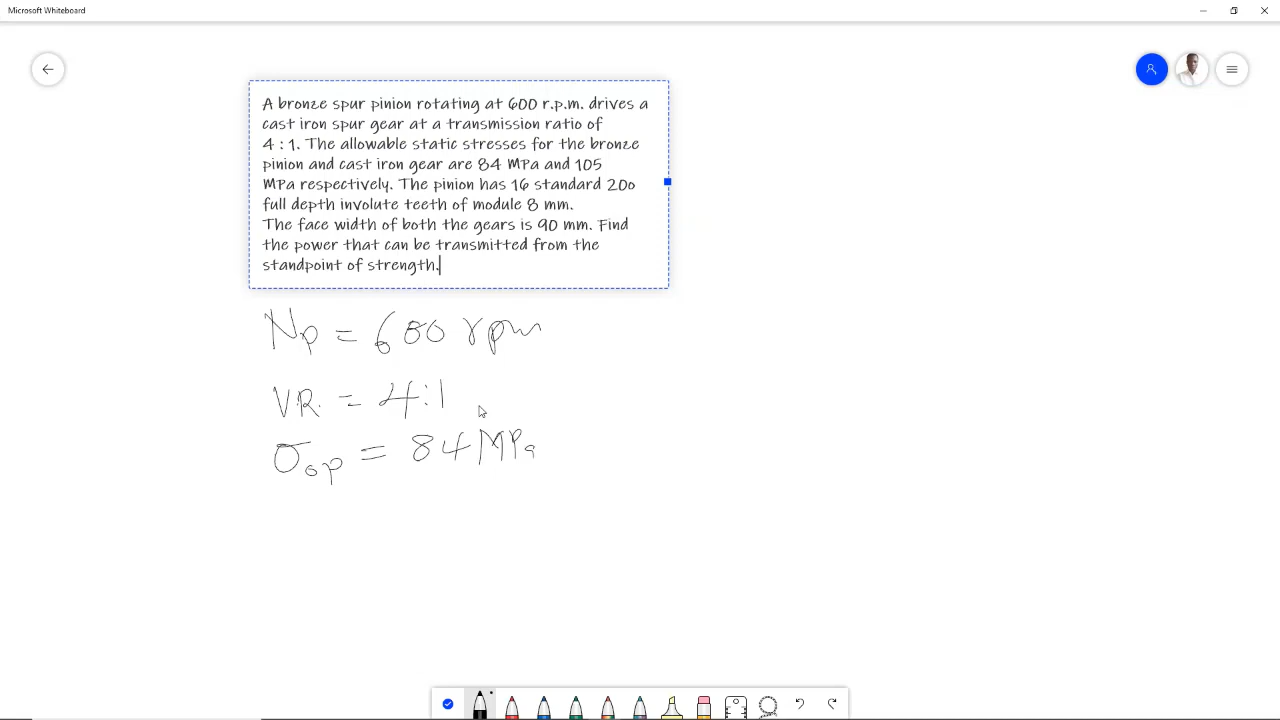 Microsoft Whiteboard
A bronze spur pinion rotating at 600 r.p.m. drives a
cast iron spur gear at a transmission ratio of
4 : 1. The allowable static stresses for the bronze
pinion and cast iron gear are 84 MPa and 105
MPa respectively. The pinion has 16 standard 20o
full depth involute teeth of module 8 mm.
The face width of both the gears is 90 mm. Find
the power that can be transmitted from the
standpoint of strength.
Np = 600 rpm
V.R. = 4:1
σop = 84 MPa